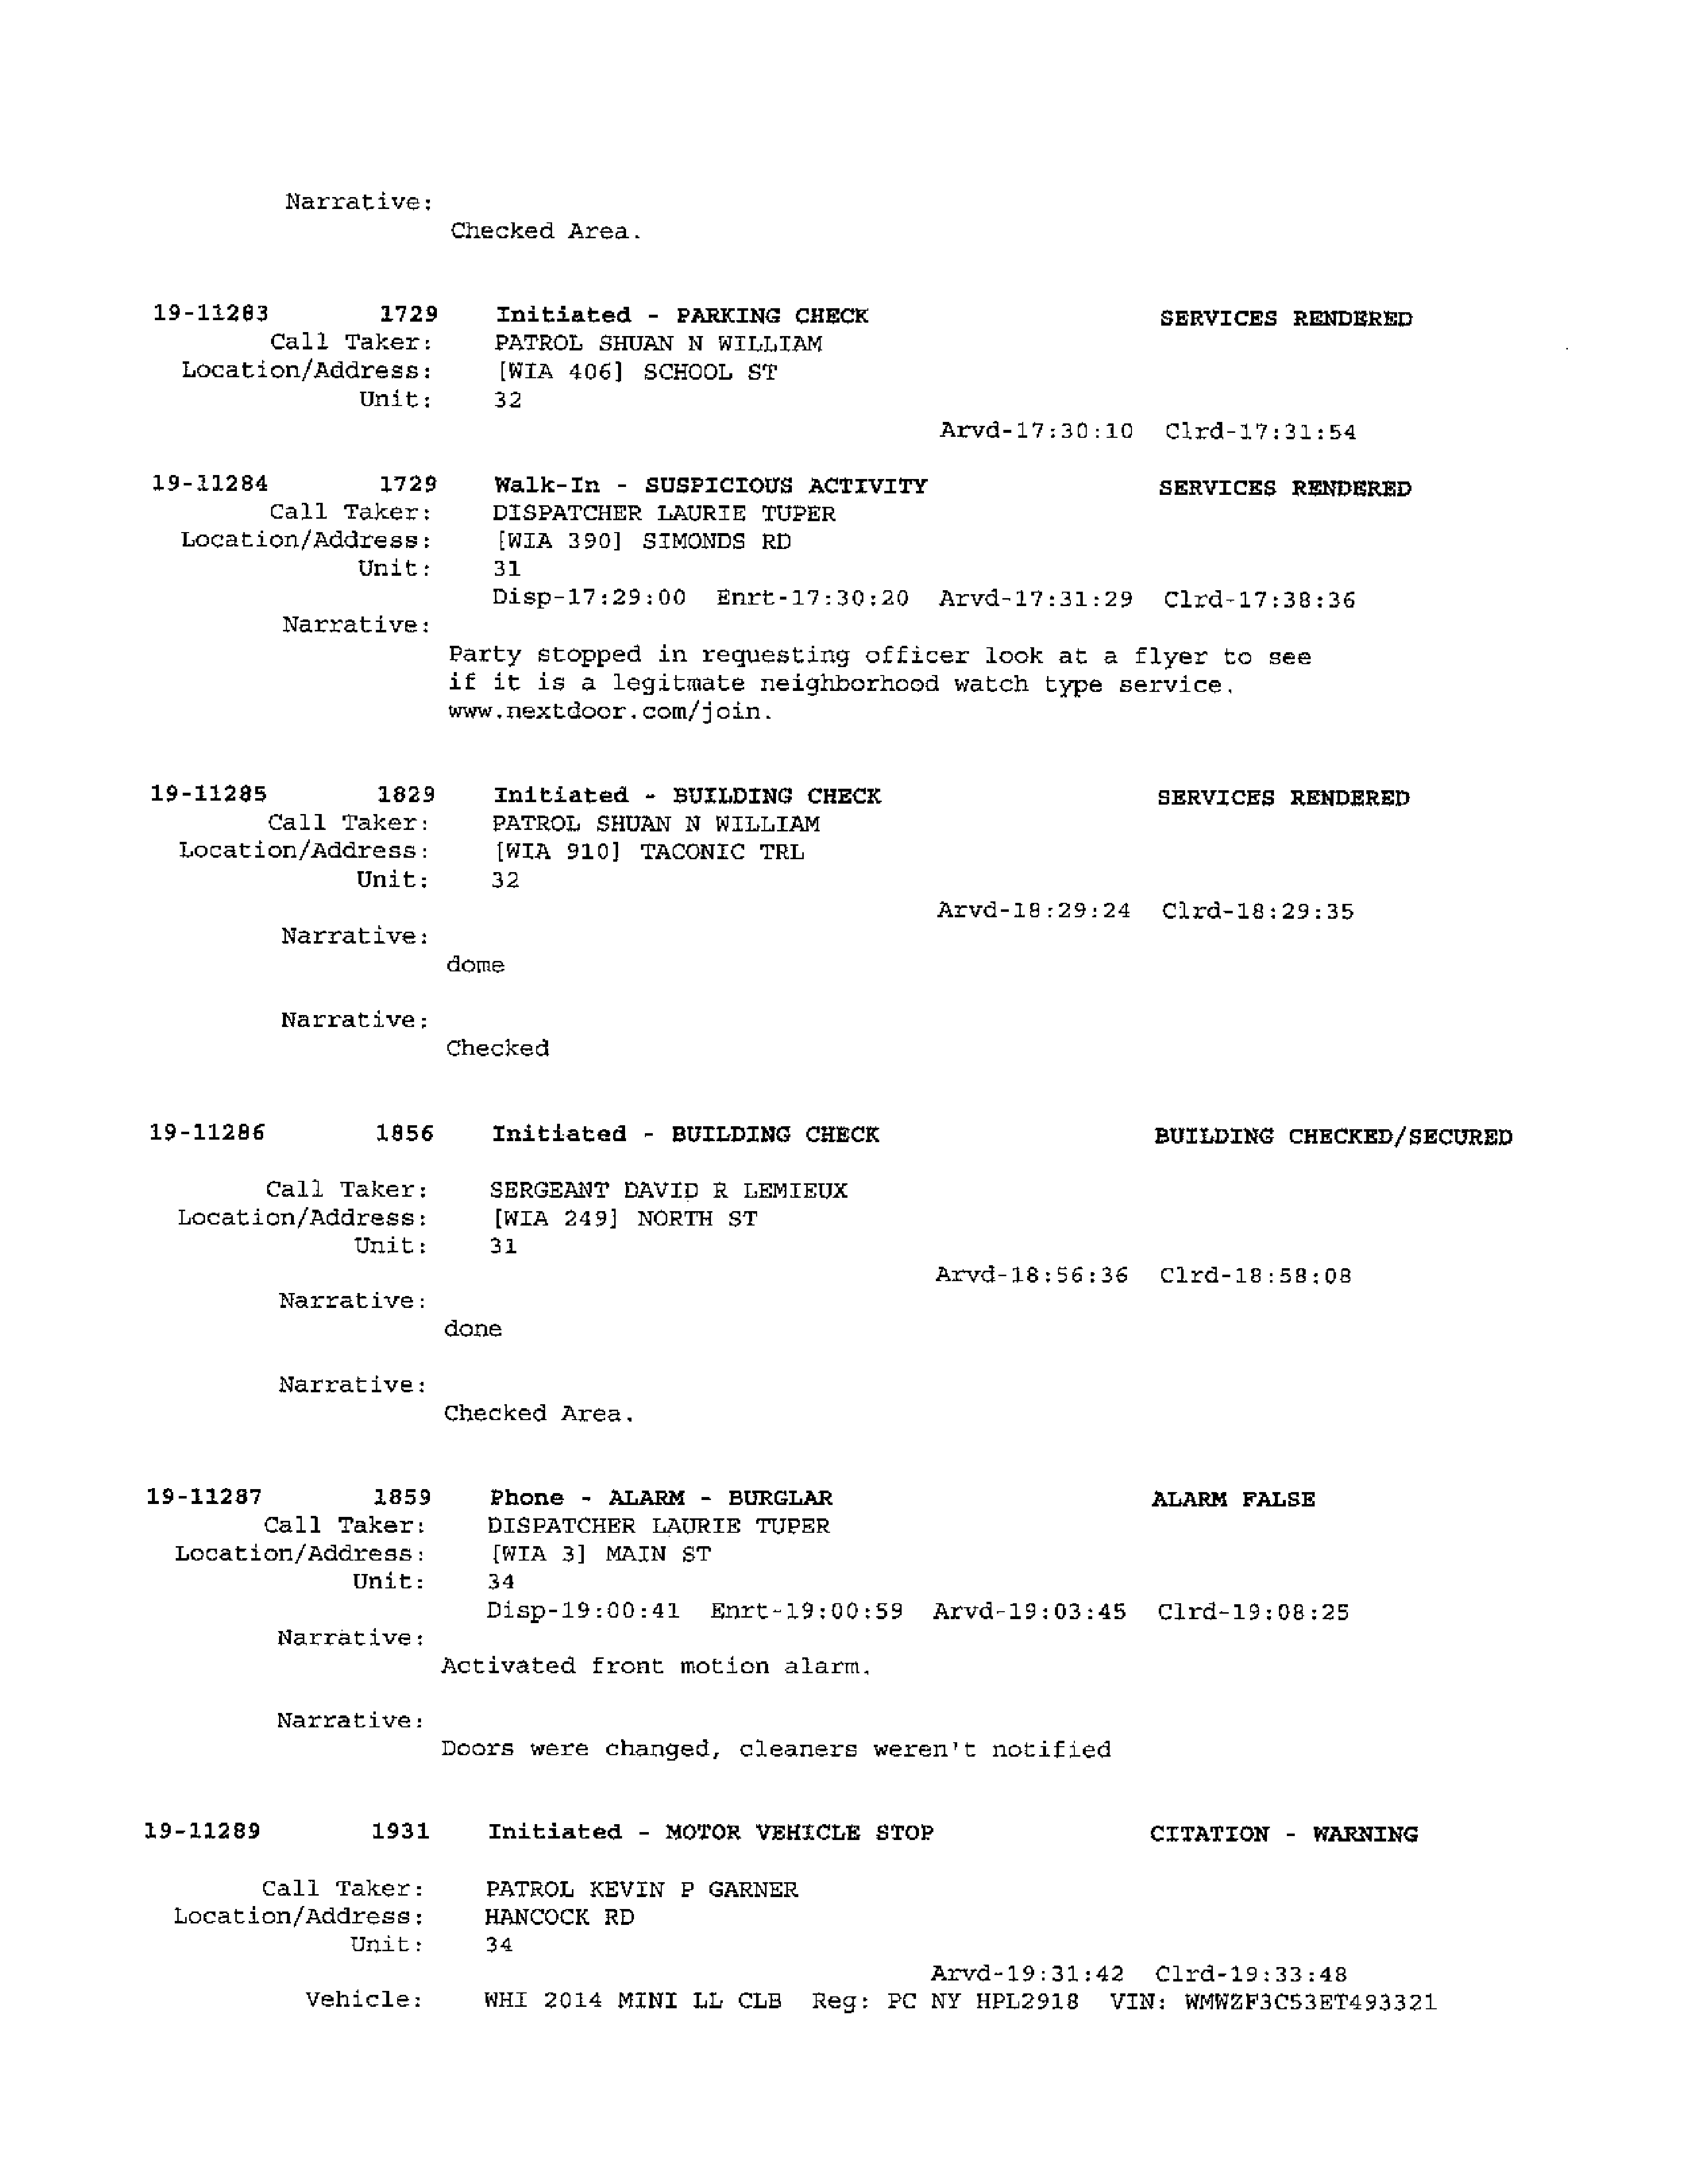 Narrative:
Checked Area.
19-11283 1729 Initiated - PARKING CHECK SERVICES RENDERED
Call Taker: PATROL SHUAN N WILLIAM
Location/Address: [WIA 406] SCHOOL ST
Unit: 32
Arvd-17:30:10 Clrd-17:31:54
19-11284 1729 Walk-In - SUSPICIOUS ACTIVITY SERVICES RENDERED
Call Taker: DISPATCHER LAURIE TUPER
Location/Address: [WIA 390] SIMONDS RD
Unit: 31
Disp-17:29:00 Enrt-17:30:20 Arvd-17:31:29 Clrd-17:38:36
Narrative:
Party stopped in requesting officer look at a flyer to see
if it is a legitmate neighborhood watch type service.
www.nextdoor.com/join.
19-11285 1829 Initiated - BUILDING CHECK SERVICES RENDERED
Call Taker: PATROL SHUAN N WILLIAM
Location/Address: [WIA 910] TACONIC TRL
Unit: 32
Arvd-18:29:24 Clrd-18:29:35
Narrative:
dome
Narrative:
Checked
19-11286 1856 Initiated - BUILDING CHECK BUILDING CHECKED/SECURED
Call Taker: SERGEANT DAVID R LEMIEUX
Location/Address: [WIA 249] NORTH ST
Unit: 31
Arvd-18:56:36 Clrd-18:58:08
Narrative:
done
Narrative:
Checked Area.
19-11287 1859 Phone - ALARM - BURGLAR ALARM FALSE
Call Taker: DISPATCHER LAURIE TUPER
Location/Address: [WIA 3] MAIN ST
Unit: 34
Disp-19:00:41 Enrt-19:00:59 Arvd-19:03:45 Clrd-19:08:25
Narrative:
Activated front motion alarm.
Narrative:
Doors were changed, cleaners weren't notified
19-11289 1931 Initiated - MOTOR VEHICLE STOP CITATION - WARNING
Call Taker: PATROL KEVIN P GARNER
Location/Address: HANCOCK RD
Unit: 34
Arvd-19:31:42 Clrd-19:33:48
Vehicle: WHI 2014 MINI LL CLB Reg: PC NY HPL2918 VIN: WMWZF3C53ET493321